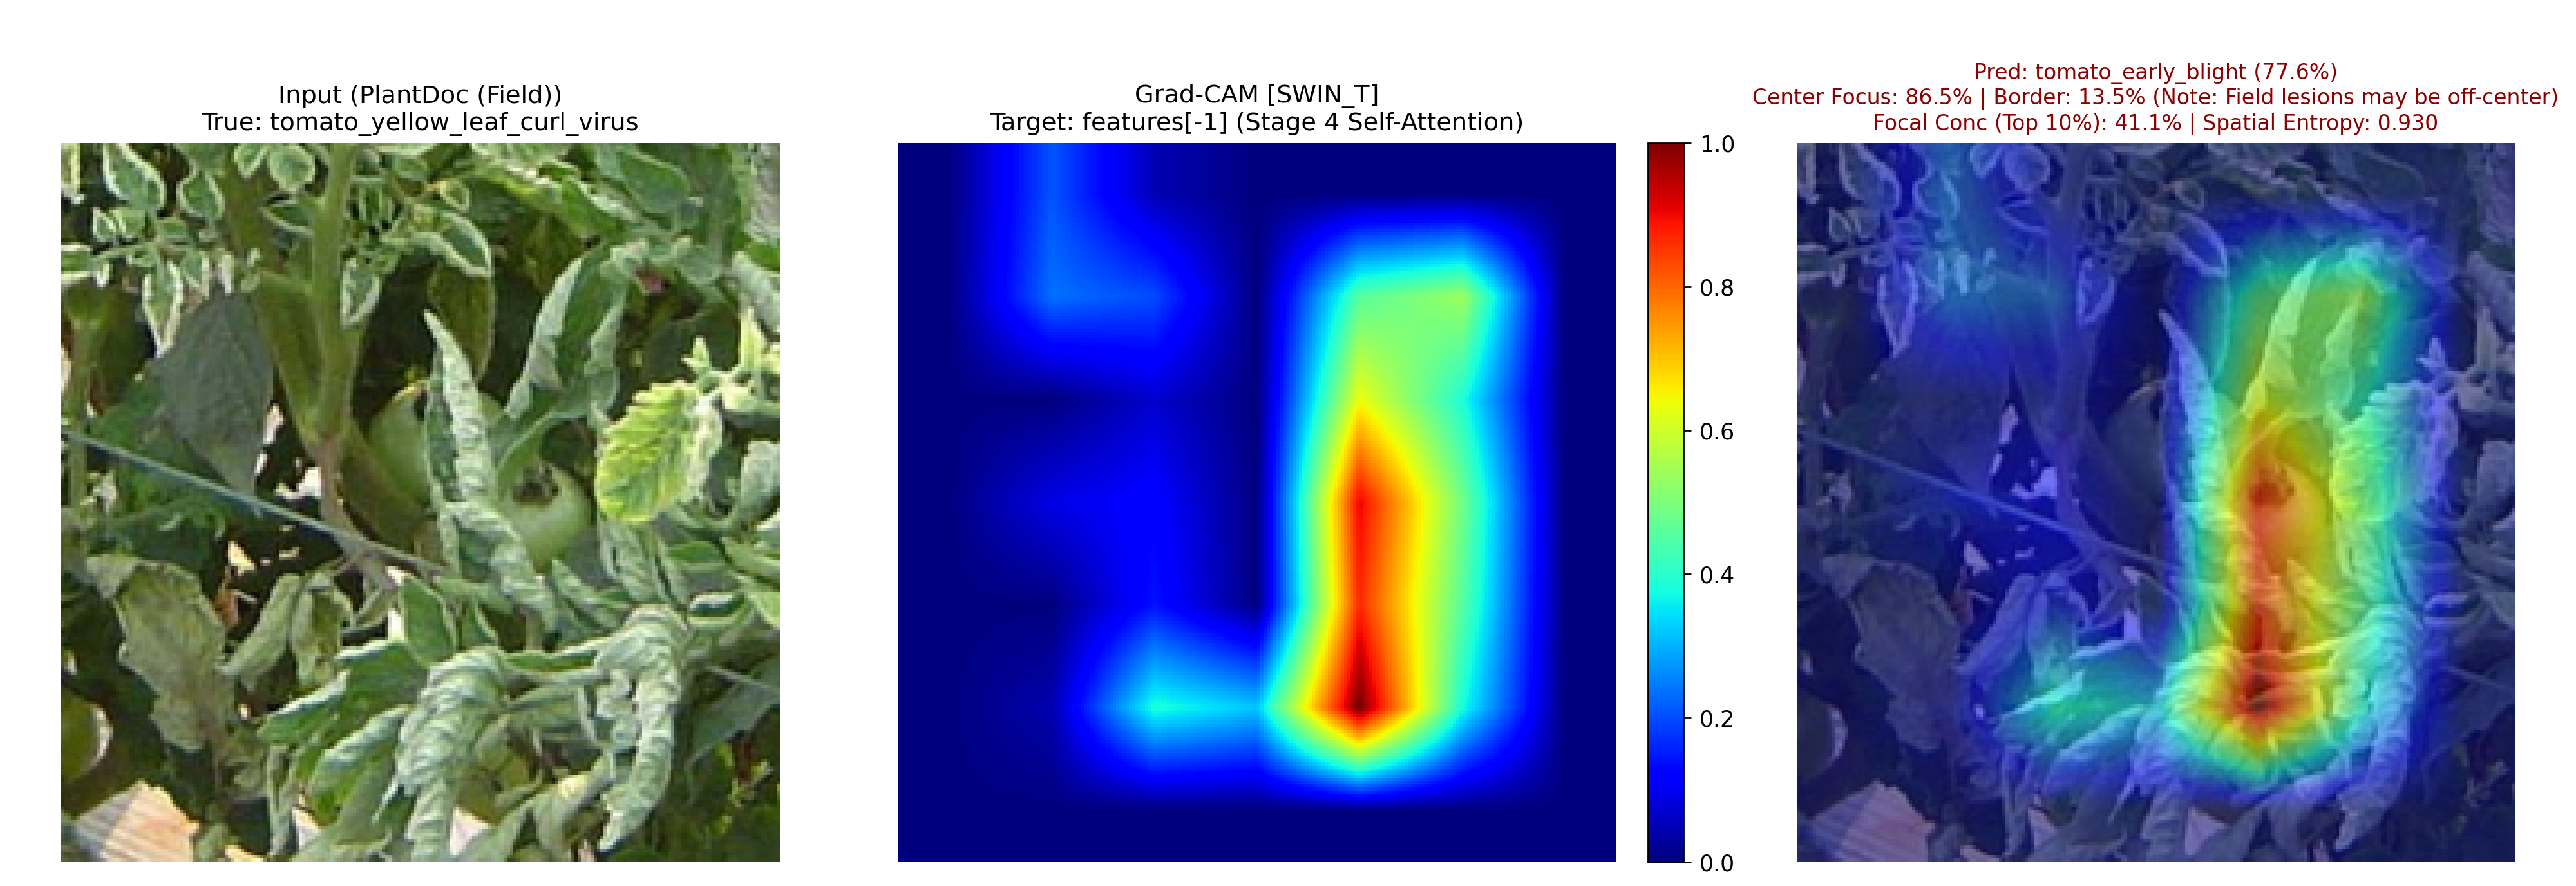 Input (PlantDoc (Field))
True: tomato_yellow_leaf_curl_virus
Grad-CAM [SWIN_T]
Target: features[-1] (Stage 4 Self-Attention)
1.0
0.8
0.6
0.4
0.2
0.0
Pred: tomato_early_blight (77.6%)
Center Focus: 86.5% | Border: 13.5% (Note: Field lesions may be off-center)
Focal Conc (Top 10%): 41.1% | Spatial Entropy: 0.930